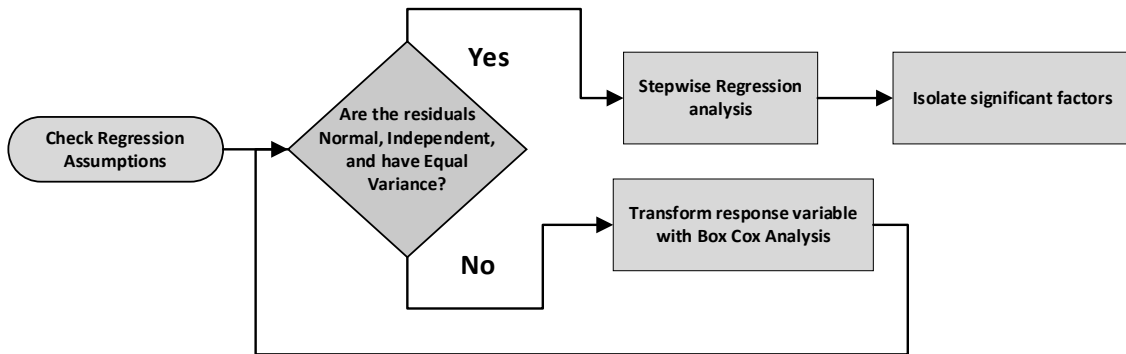 Check Regression
Assumptions
Are the residuals
Normal, Independent,
and have Equal
Variance?
Yes
Stepwise Regression
analysis
Isolate significant factors
No
Transform response variable
with Box Cox Analysis